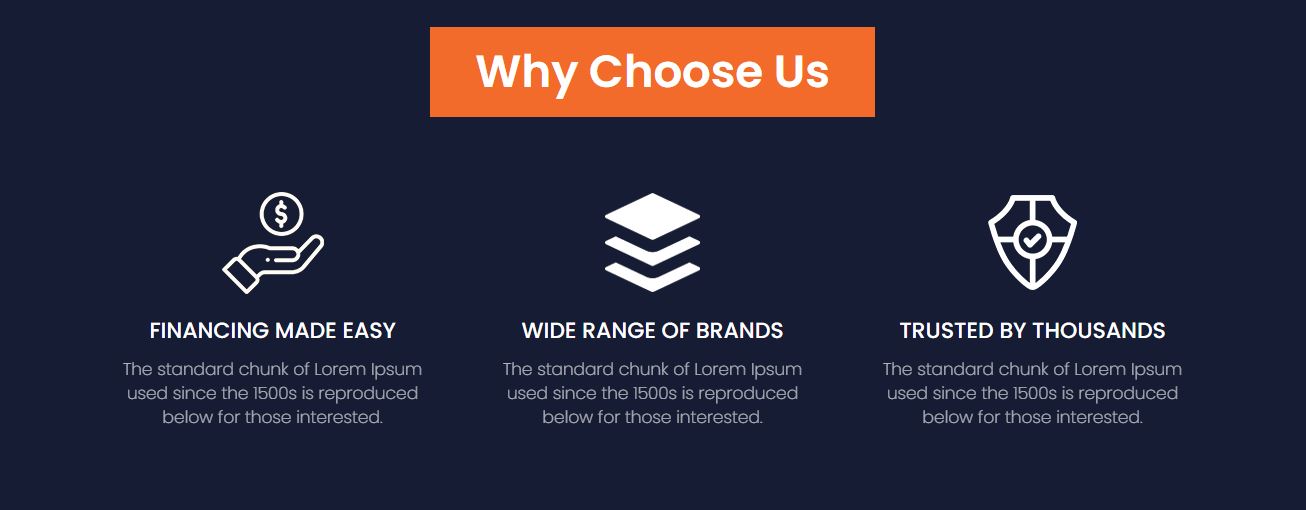 Why Choose Us
$
FINANCING MADE EASY
The standard chunk of Lorem Ipsum
used since the 1500s is reproduced
below for those interested.
WIDE RANGE OF BRANDS
The standard chunk of Lorem Ipsum
used since the 1500s is reproduced
below for those interested.
TRUSTED BY THOUSANDS
The standard chunk of Lorem Ipsum
used since the 1500s is reproduced
below for those interested.